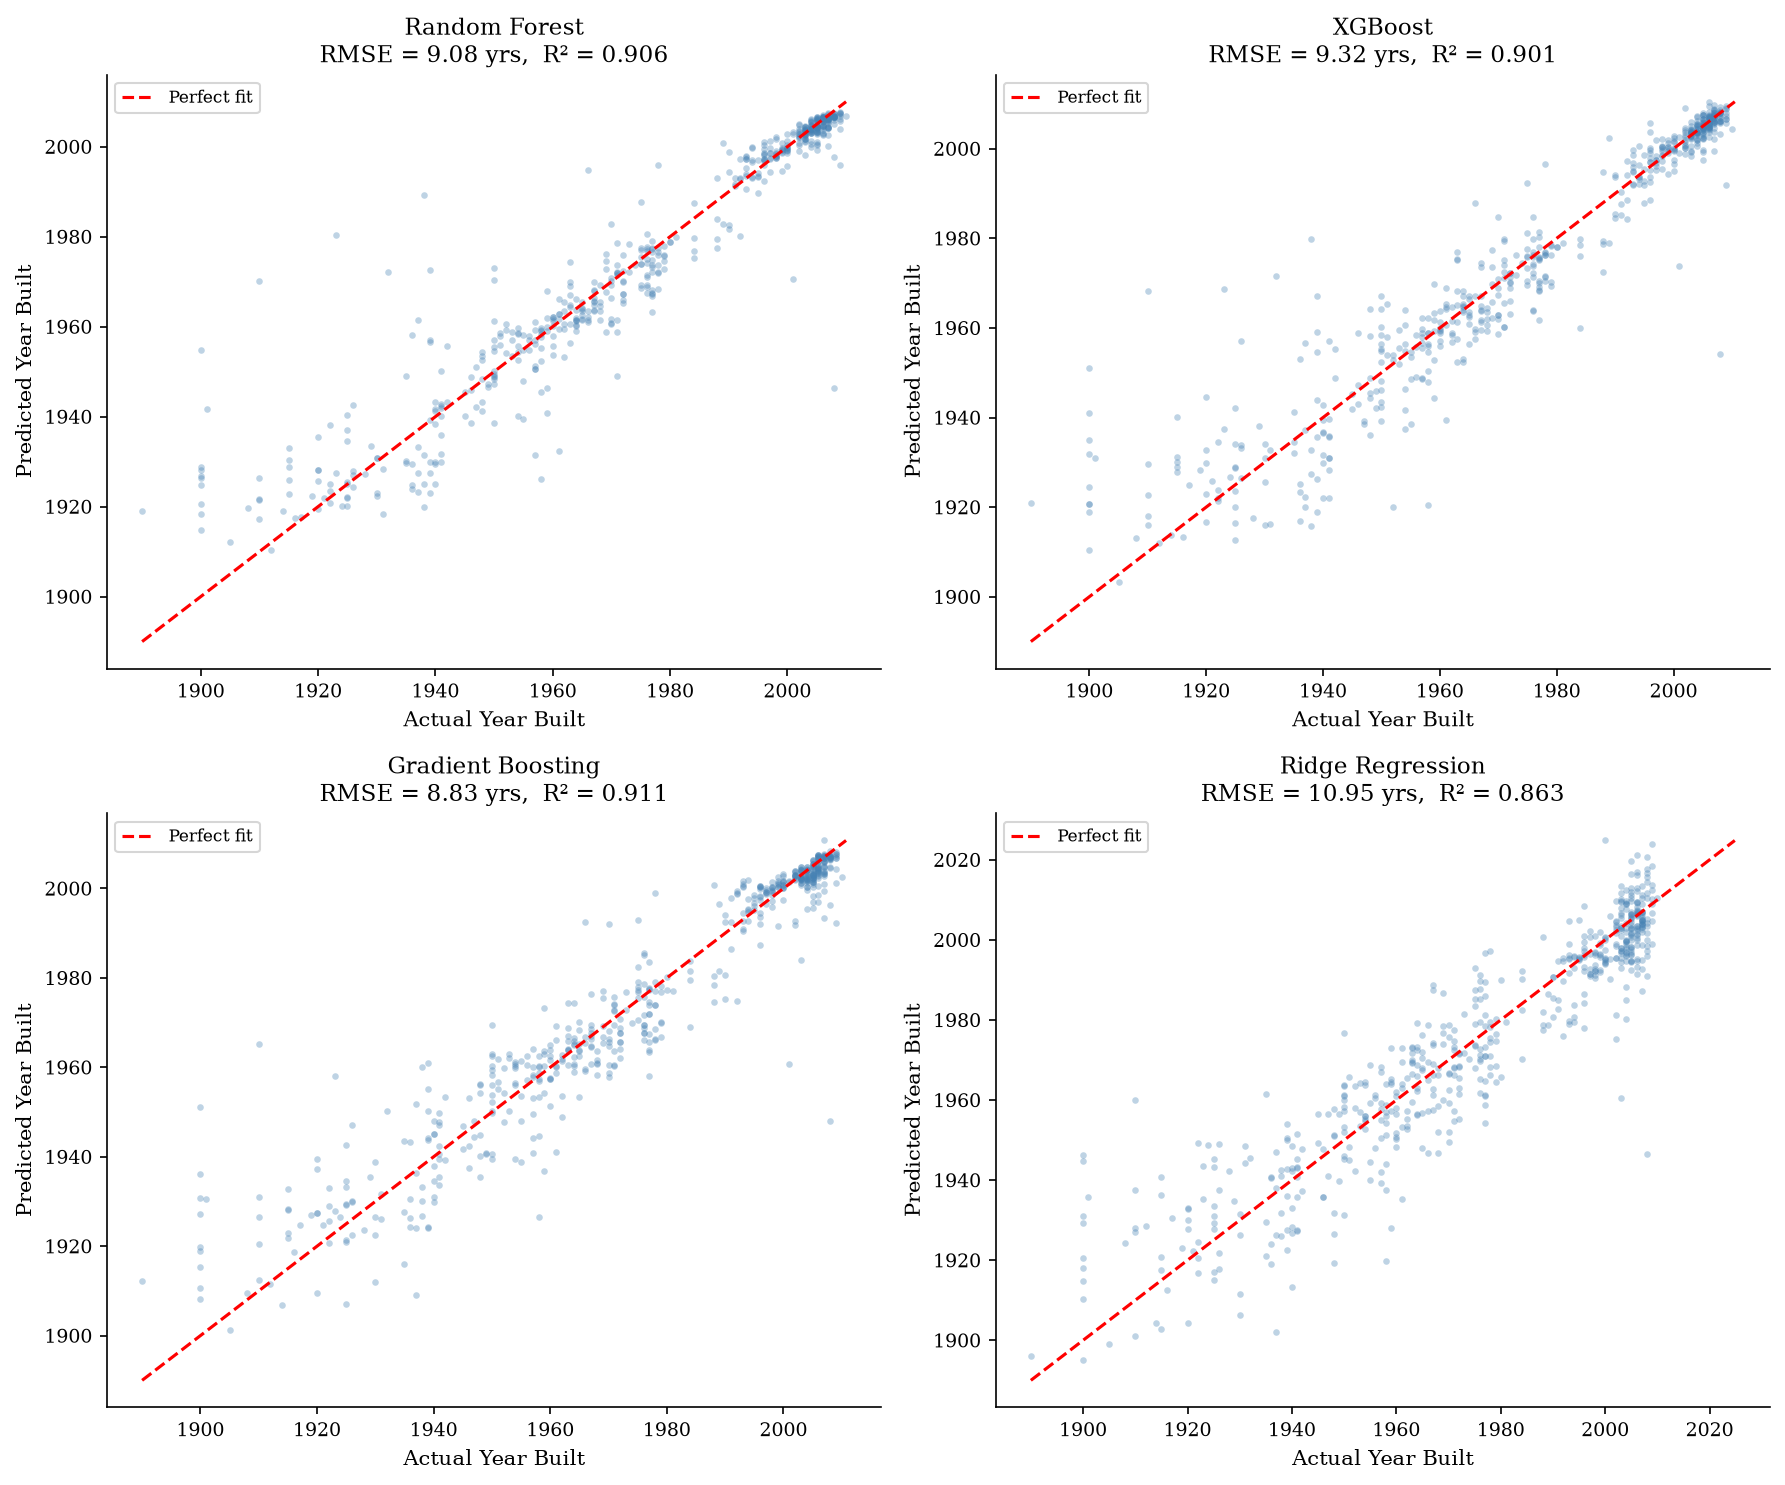 Random Forest
RMSE = 9.08 yrs,  R² = 0.906
Perfect fit
Predicted Year Built
2000
1980
1960
1940
1920
1900
1900 1920 1940 1960 1980 2000
Actual Year Built
XGBoost
RMSE = 9.32 yrs,  R² = 0.901
Perfect fit
Predicted Year Built
2000
1980
1960
1940
1920
1900
1900 1920 1940 1960 1980 2000
Actual Year Built
Gradient Boosting
RMSE = 8.83 yrs,  R² = 0.911
Perfect fit
Predicted Year Built
2000
1980
1960
1940
1920
1900
1900 1920 1940 1960 1980 2000
Actual Year Built
Ridge Regression
RMSE = 10.95 yrs,  R² = 0.863
Perfect fit
Predicted Year Built
2020
2000
1980
1960
1940
1920
1900
1900 1920 1940 1960 1980 2000 2020
Actual Year Built